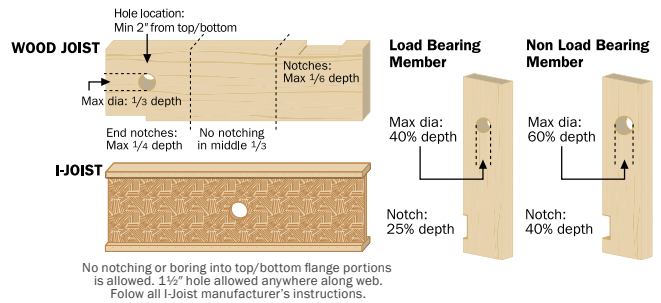 Hole location:
Min 2" from top/bottom
WOOD JOIST
Notches:
Max 1/6 depth
Max dia: 1/3 depth
End notches:
Max 1/4 depth
No notching
in middle 1/3
I-JOIST
No notching or boring into top/bottom flange portions
is allowed. 1½" hole allowed anywhere along web.
Folow all I-Joist manufacturer's instructions.
Load Bearing
Member
Max dia:
40% depth
Notch:
25% depth
Non Load Bearing
Member
Max dia:
60% depth
Notch:
40% depth